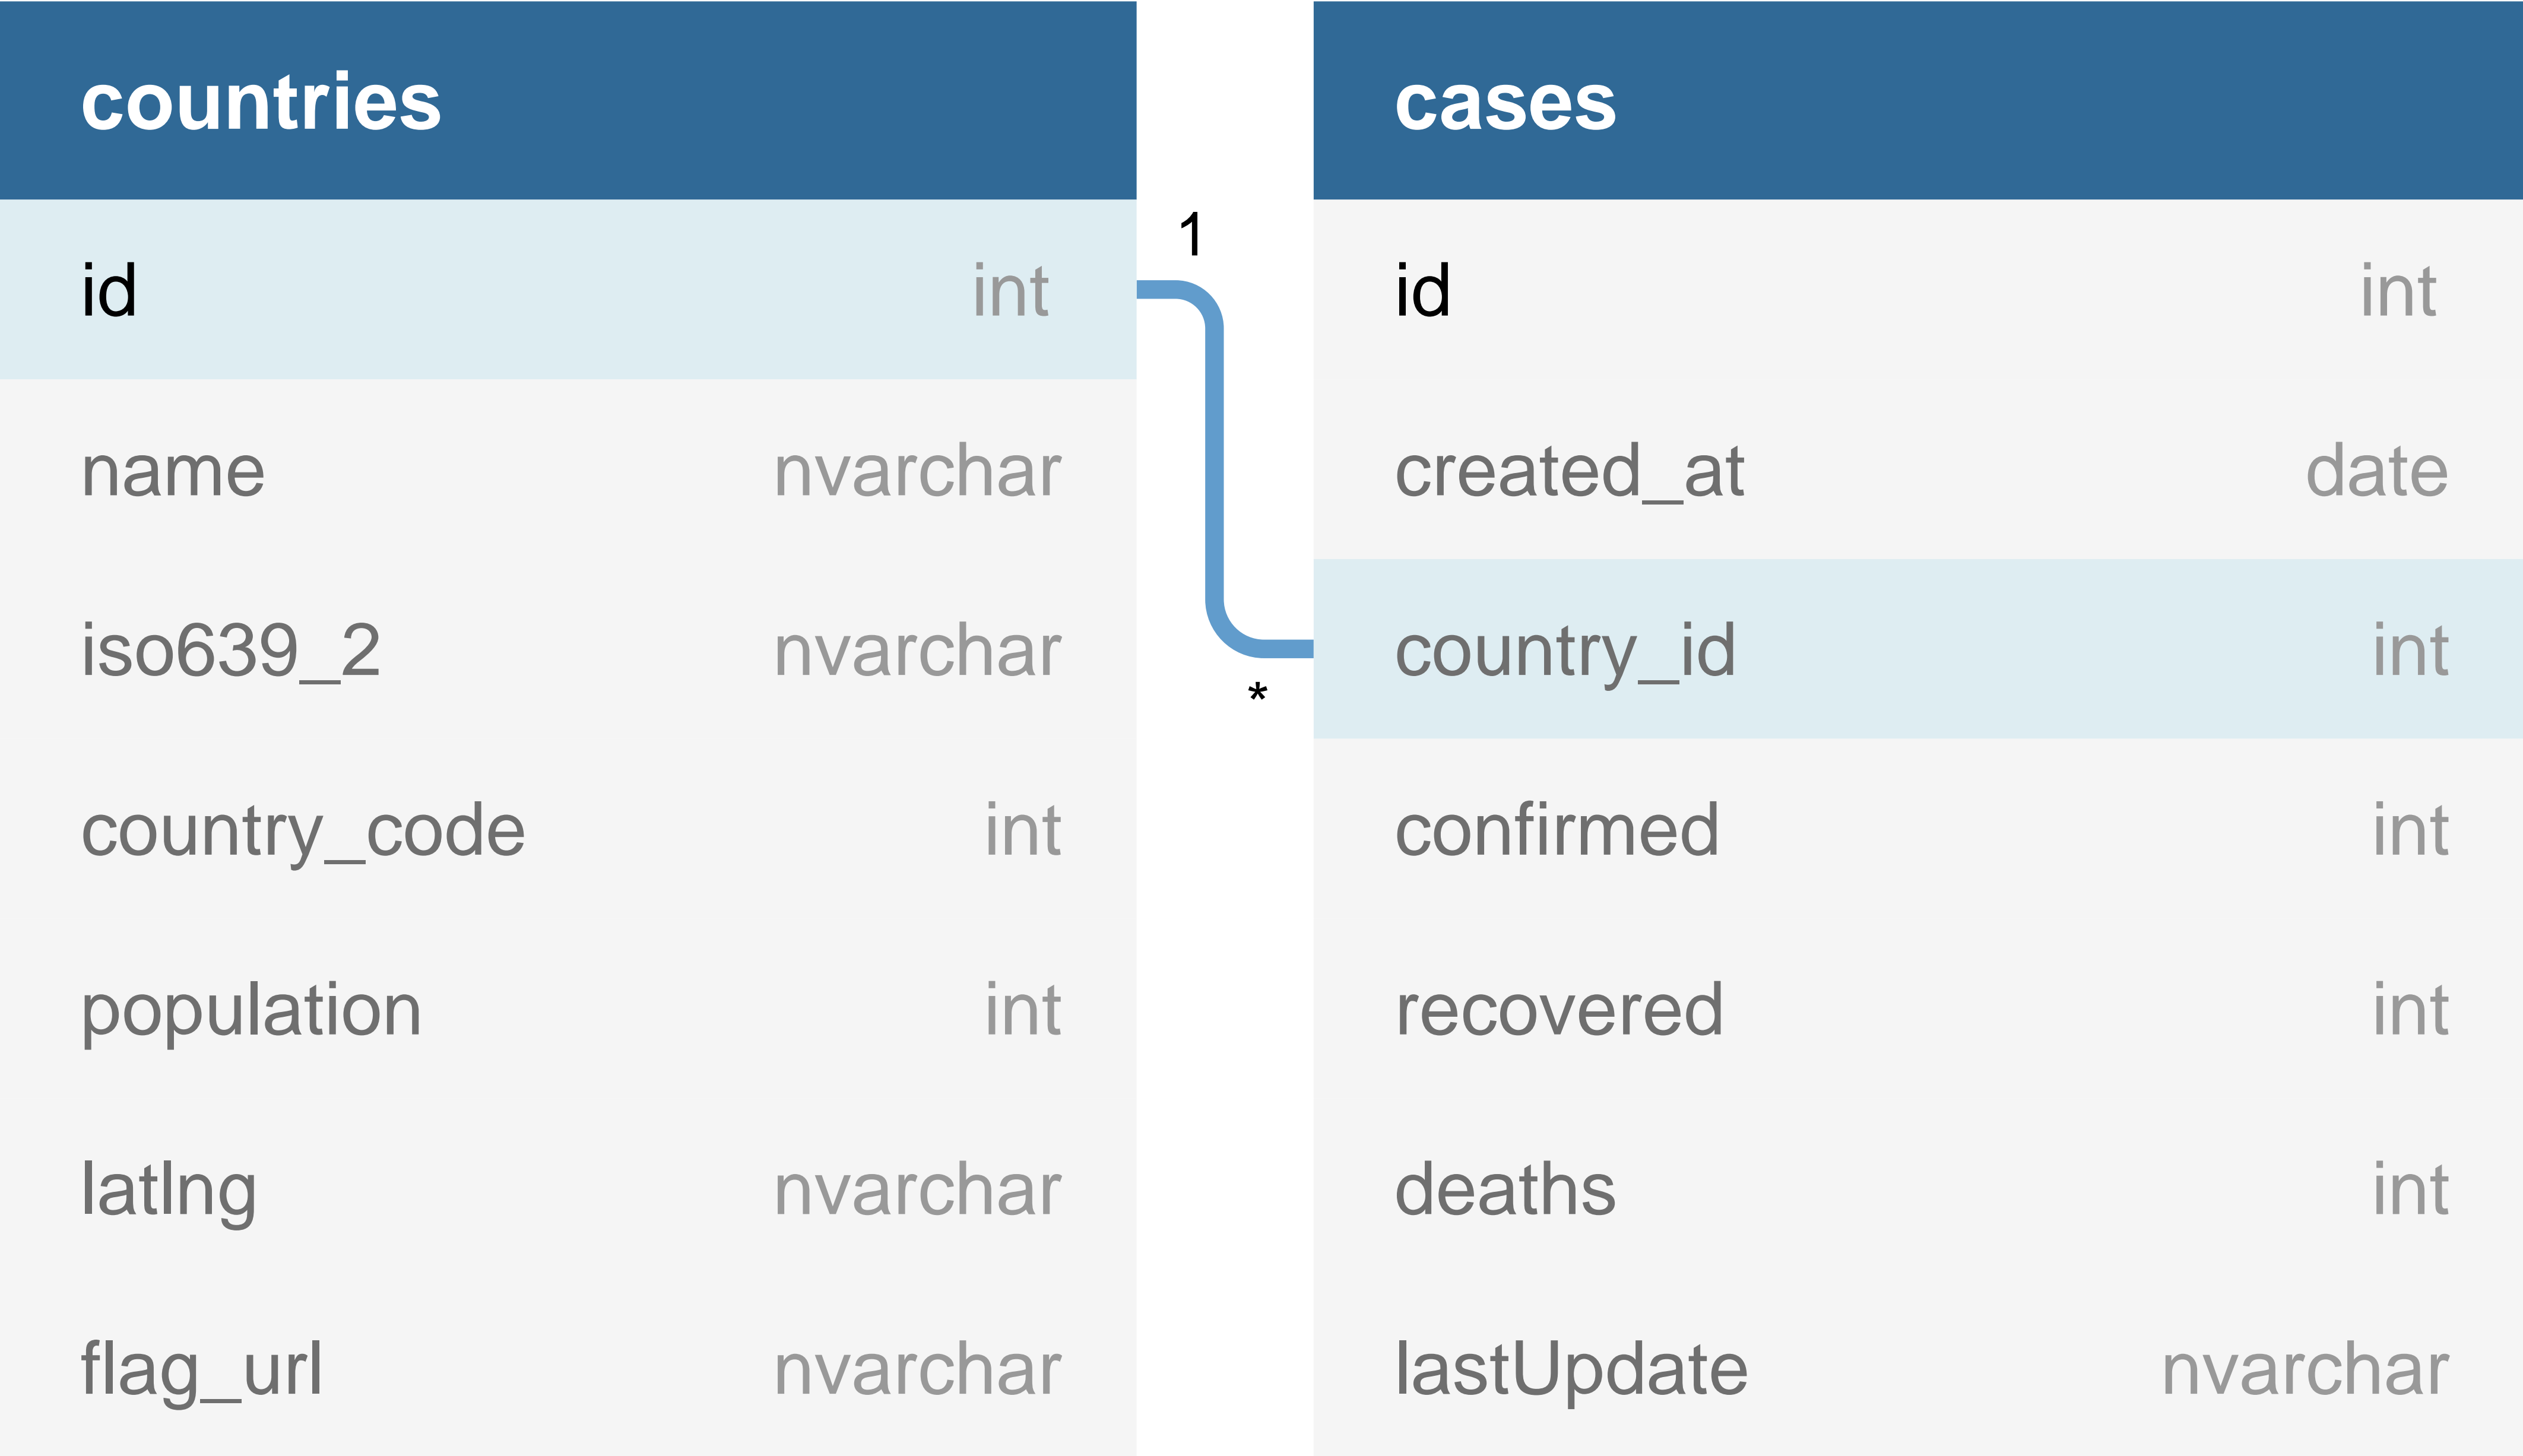 countries
id int
name nvarchar
iso639_2 nvarchar
country_code int
population int
latlng nvarchar
flag_url nvarchar
1
*
cases
id int
created_at date
country_id int
confirmed int
recovered int
deaths int
lastUpdate nvarchar